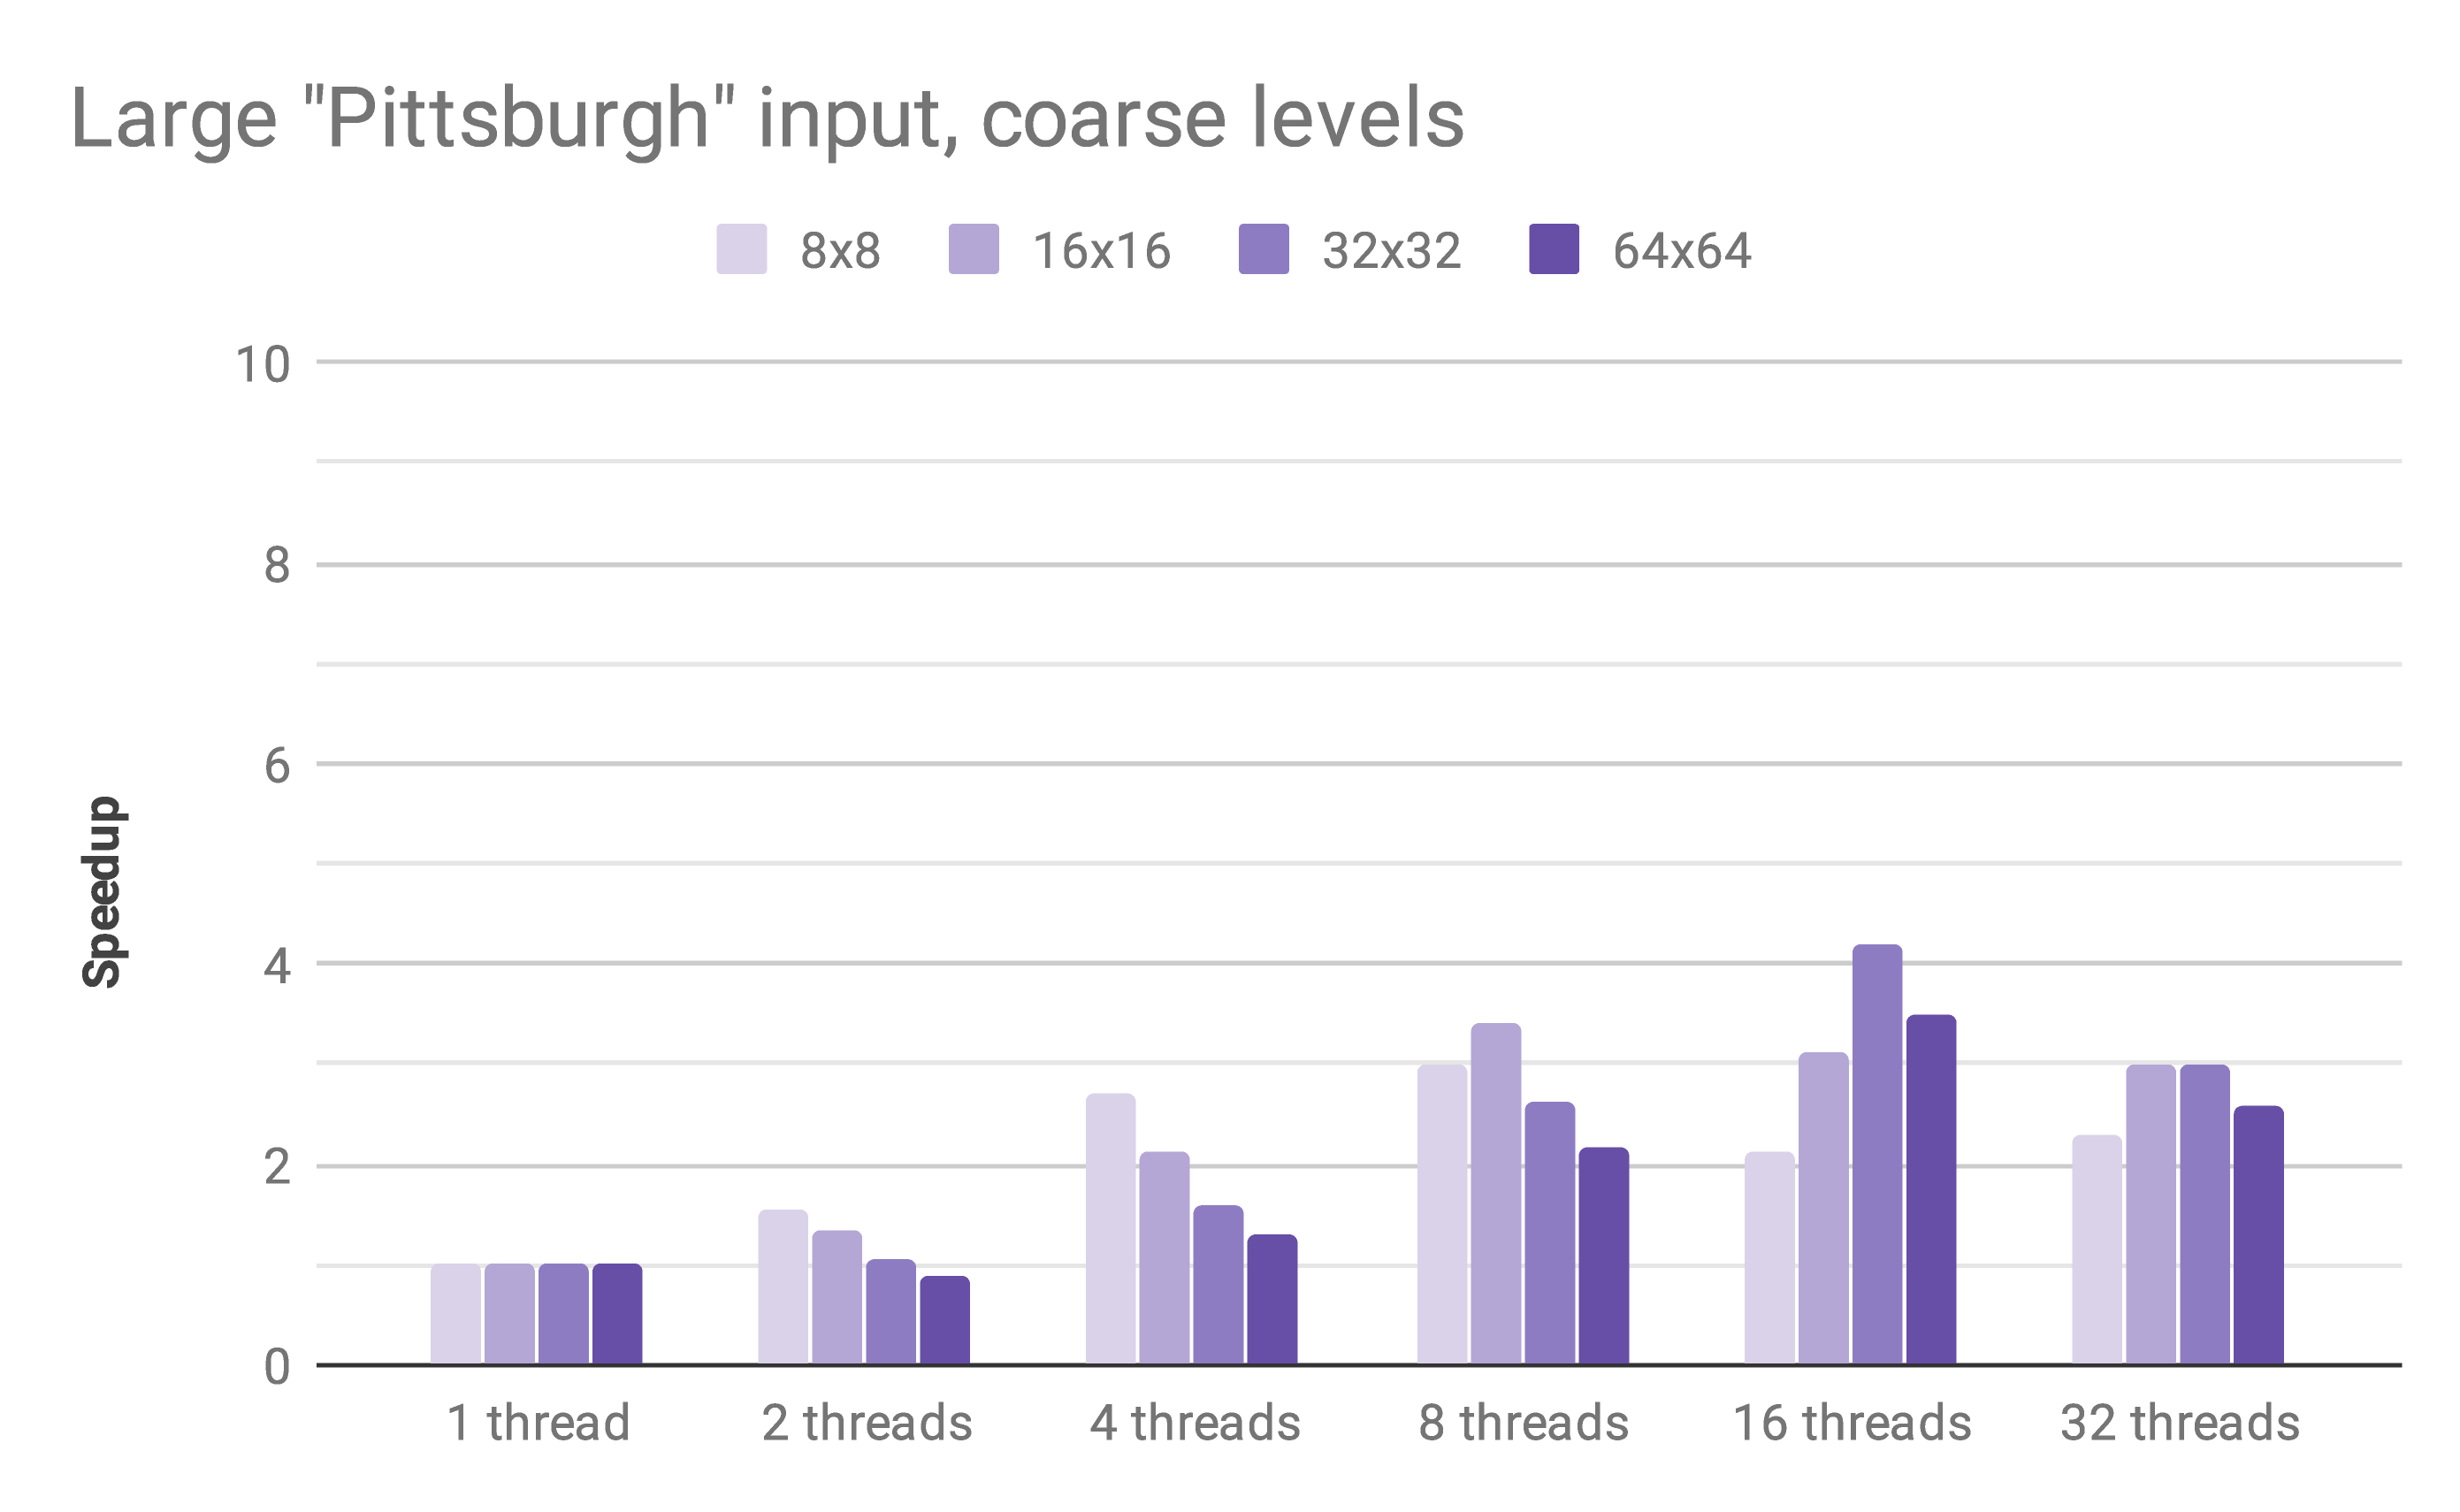 Large "Pittsburgh" input, coarse levels
8x8 16x16 32x32 64x64
10
8
6
4
2
0
Speedup
1 thread 2 threads 4 threads 8 threads 16 threads 32 threads